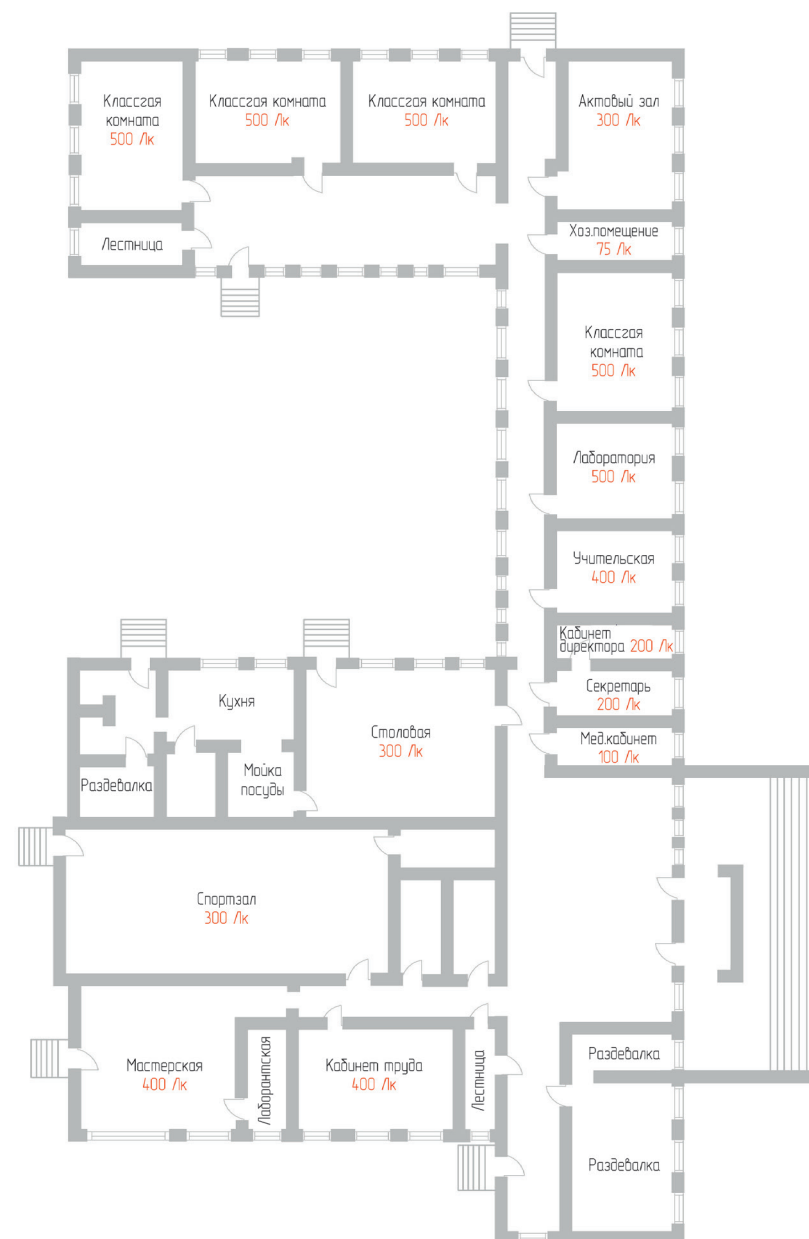 Классгая
комната
500 Лк
Классгая комната
500 Лк
Классгая комната
500 Лк
Актовый зал
300 Лк
Лестница
Хоз.помещение
75 Лк
Классгая
комната
500 Лк
Лаборатория
500 Лк
Учительская
400 Лк
Кабинет
директора 200 Лк
Секретарь
200 Лк
Мед.кабинет
100 Лк
Кухня
Столовая
300 Лк
Раздевалка
Мойка
посуды
Спортзал
300 Лк
Мастерская
400 Лк
Лаборантская
Кабинет труда
400 Лк
Лестница
Раздевалка
Раздевалка